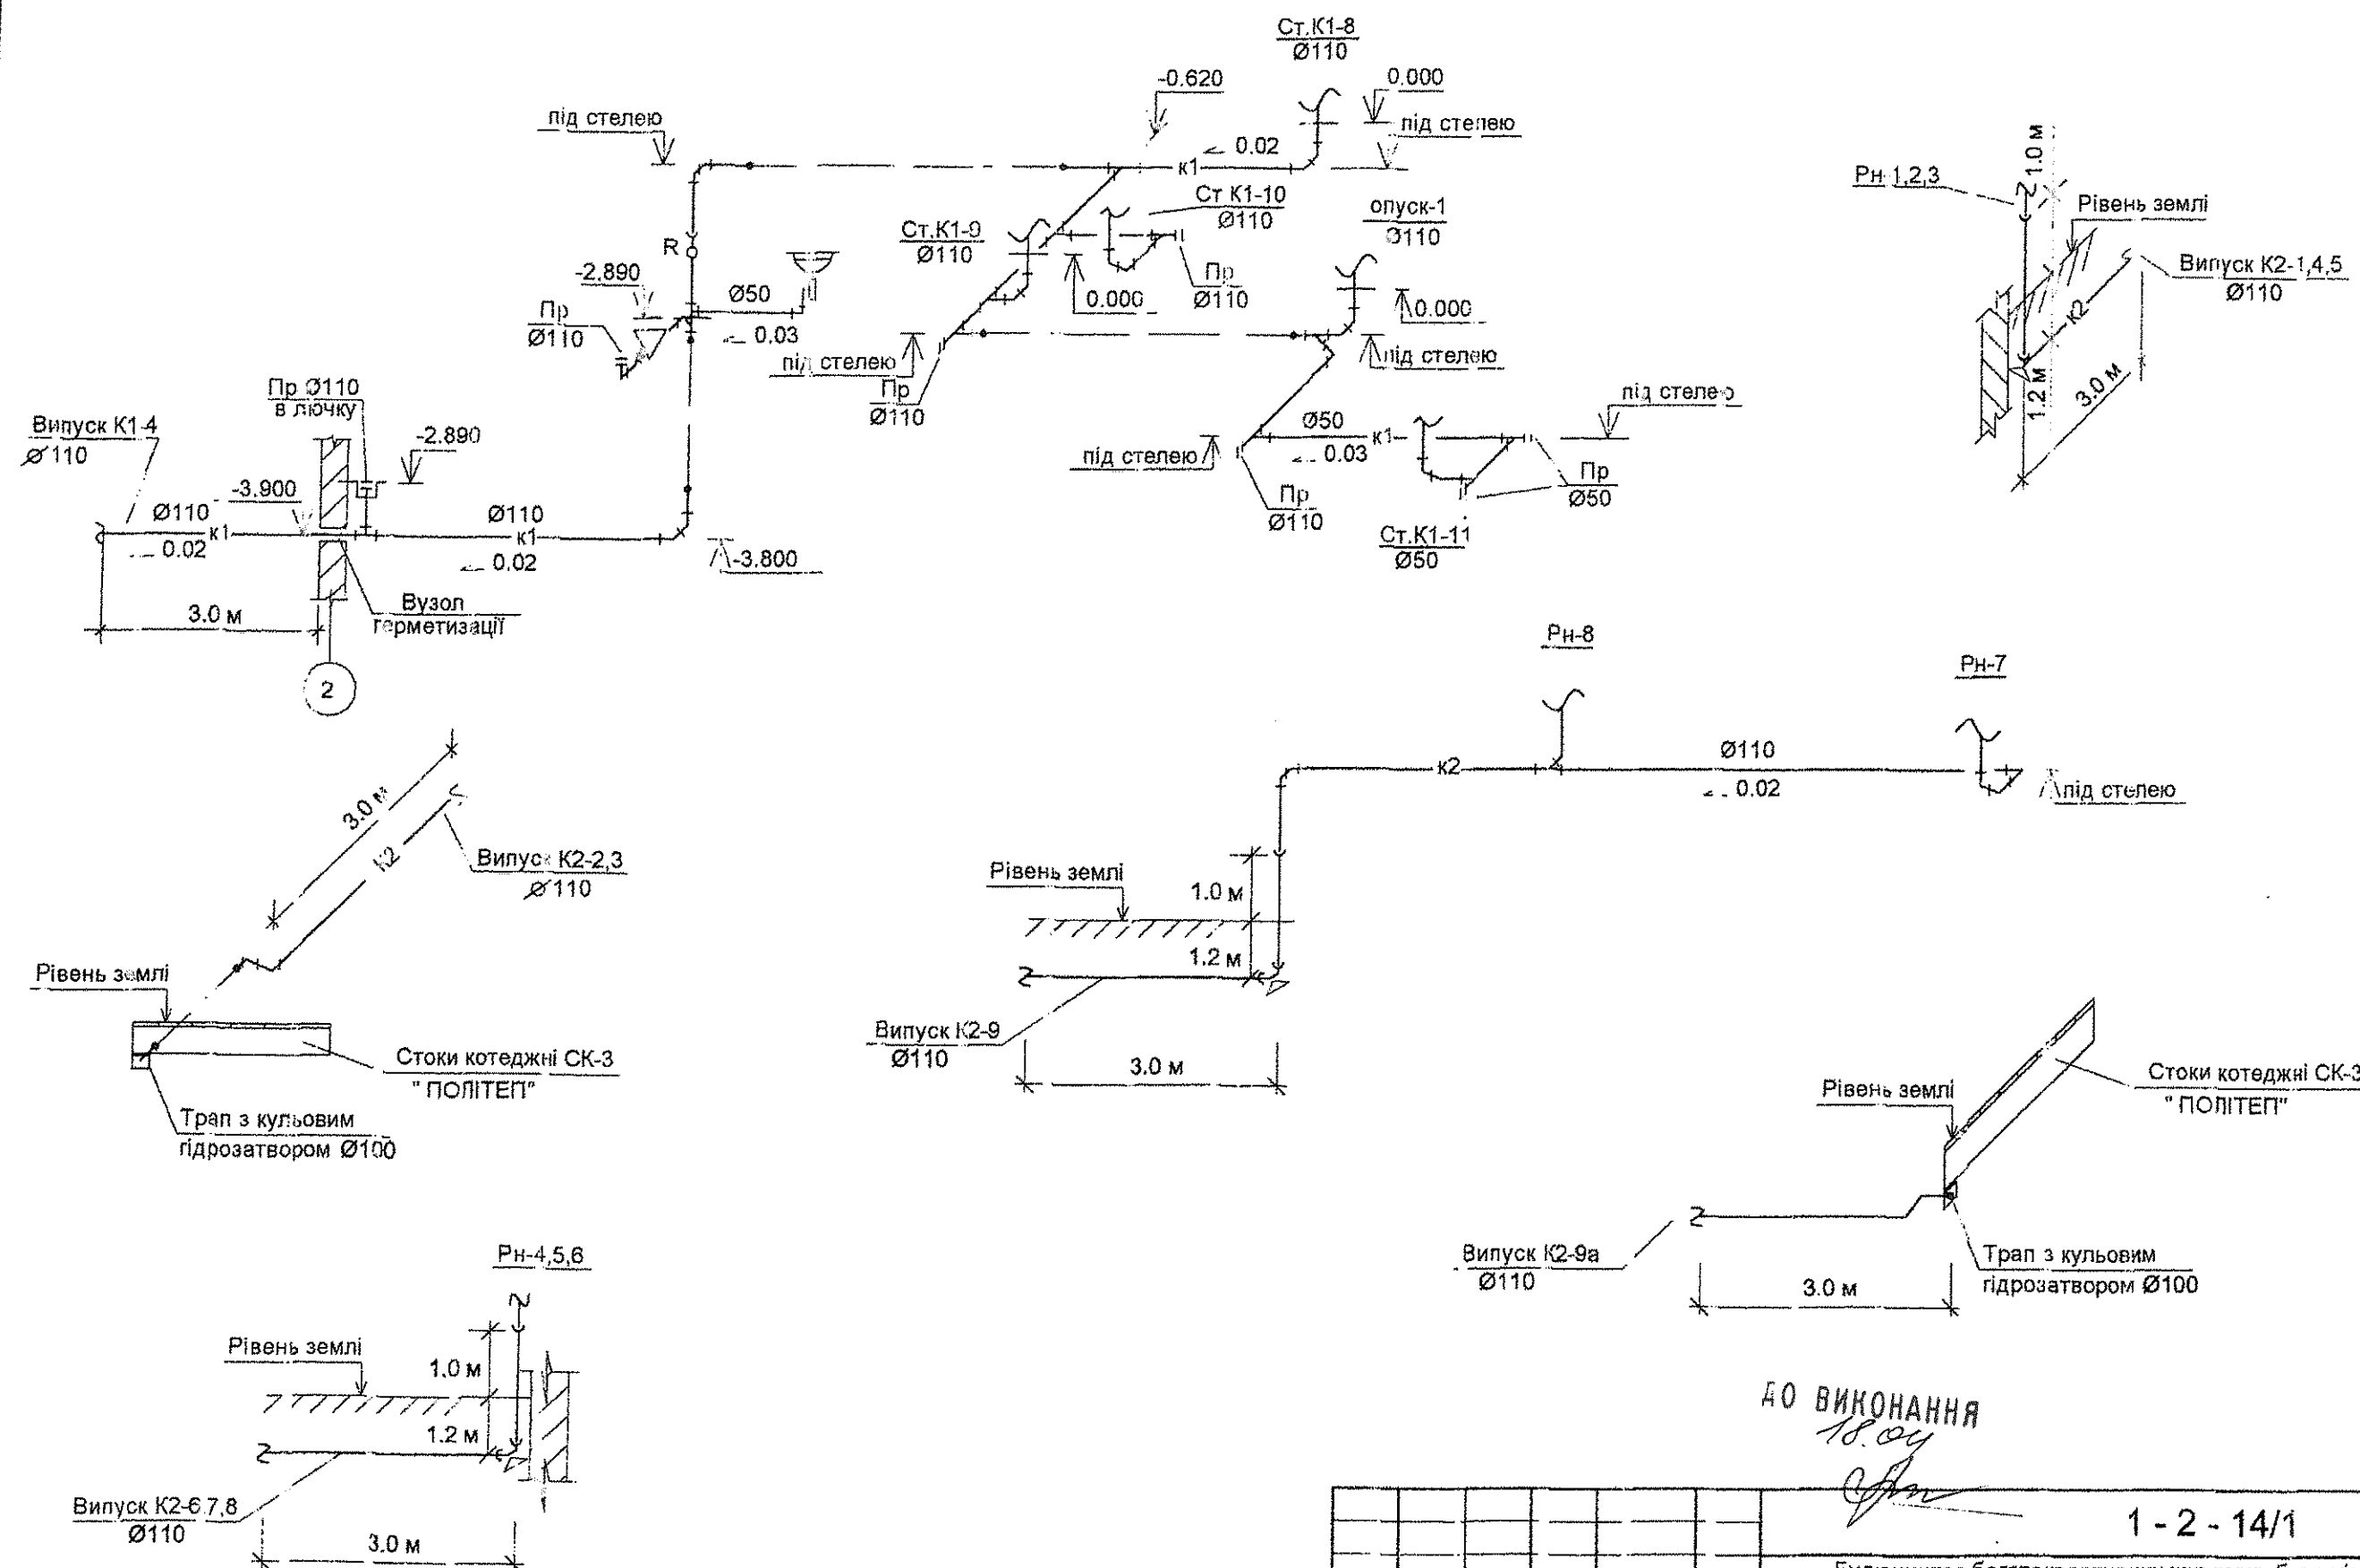 Ст.К1-8
Ø110
-0.620
0.000
під стелею
під стелею
0.02
к1
Ст К1-10
Ø110
опуск-1
Ø110
Ст.К1-9
Ø110
R
-2.890
Ø50
Пр
Ø110
0.03
0.000
Пр
Ø110
0.000
під стелею
під стелею
Пр
Ø110
Пр Ø110
в лючку
Випуск К1-4
Ø110
-2.890
-3.900
Ø110
к1
0.02
Ø110
к1
0.02
-3.800
3.0 м
Вузол
герметизації
2
під стелею
Ø50
к1
0.03
під стелею
Пр
Ø110
Пр
Ø50
Ст.К1-11
Ø50
Рн-1,2,3
1.0 м
Рівень землі
Випуск К2-1,4,5
Ø110
к2
1.2 м
3.0 м
Рн-8
Рн-7
к2
Ø110
0.02
під стелею
Рівень землі
1.0 м
1.2 м
Випуск К2-9
Ø110
3.0 м
3.0 м
К2
Випуск К2-2,3
Ø110
Рівень землі
Стоки котеджні СК-3
"ПОЛІТЕП"
Трап з кульовим
гідрозатвором Ø100
Рівень землі
Стоки котеджні СК-3
"ПОЛІТЕП"
Випуск К2-9а
Ø110
3.0 м
Трап з кульовим
гідрозатвором Ø100
Рн-4,5,6
Рівень землі
1.0 м
1.2 м
Випуск К2-6.7,8
Ø110
3.0 м
ДО ВИКОНАННЯ
18.04
1 - 2 - 14/1